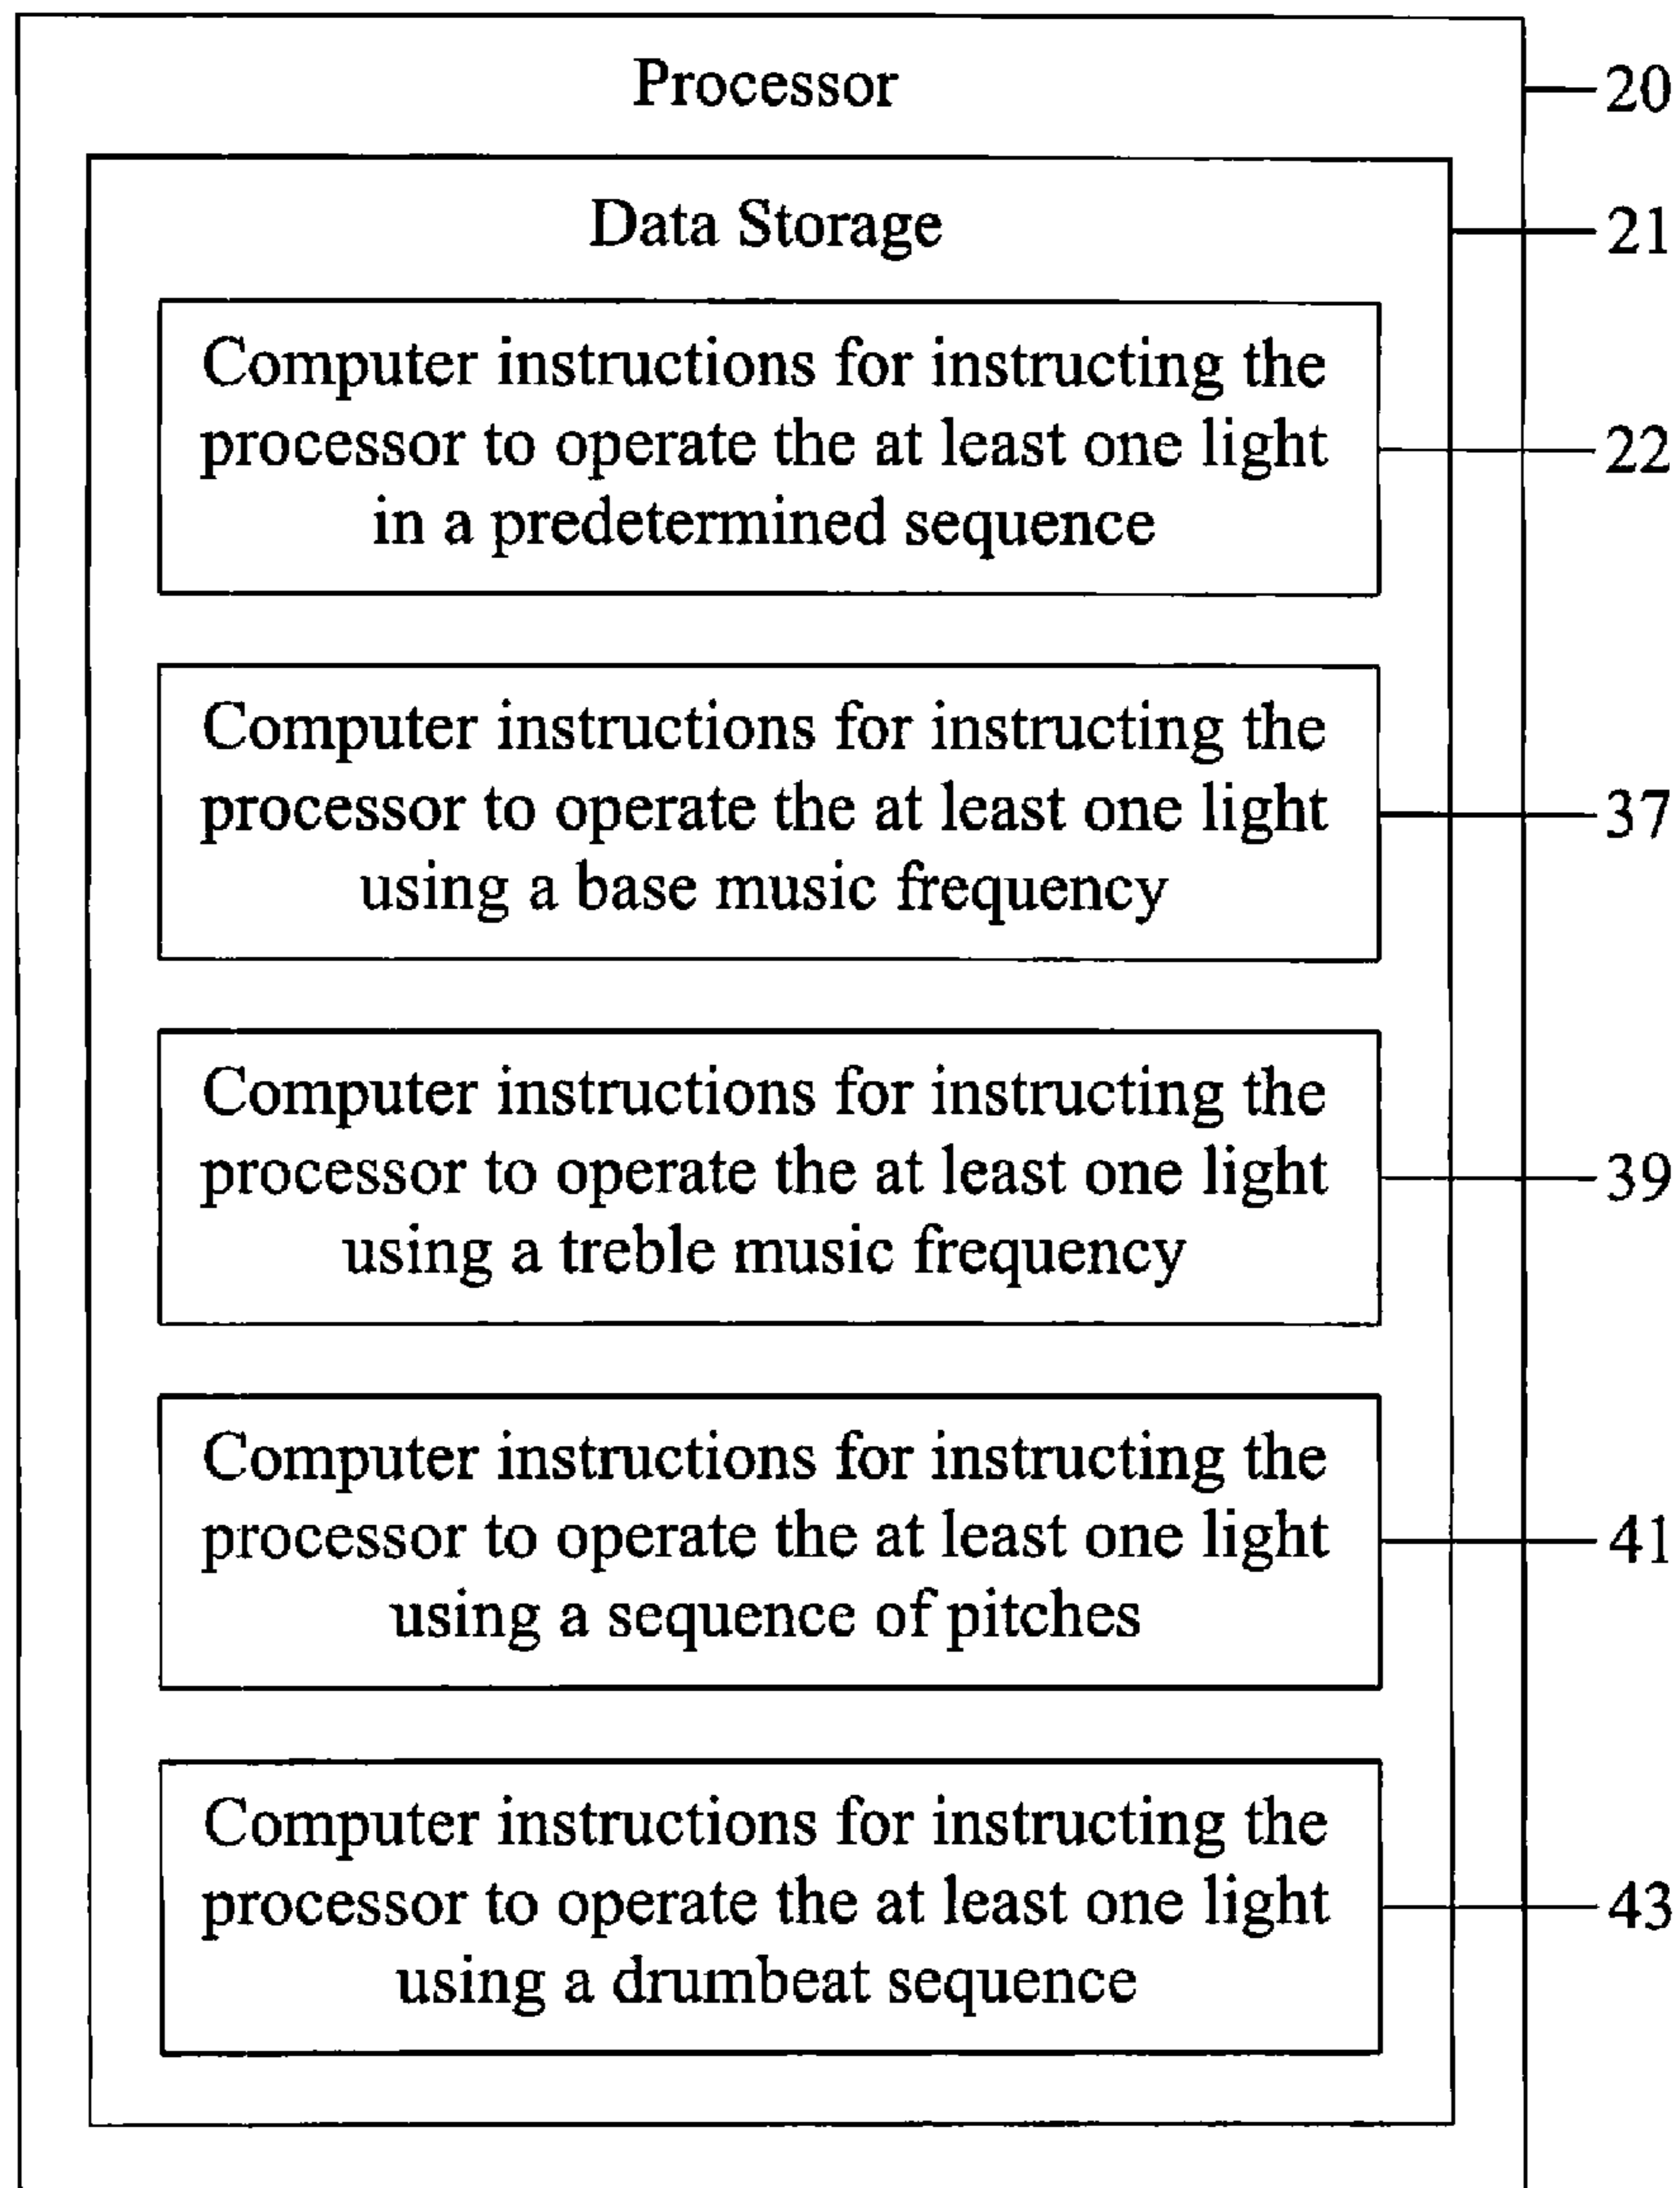 Processor
20
Data Storage
21
Computer instructions for instructing the
processor to operate the at least one light
in a predetermined sequence
22
Computer instructions for instructing the
processor to operate the at least one light
using a base music frequency
37
Computer instructions for instructing the
processor to operate the at least one light
using a treble music frequency
39
Computer instructions for instructing the
processor to operate the at least one light
using a sequence of pitches
41
Computer instructions for instructing the
processor to operate the at least one light
using a drumbeat sequence
43